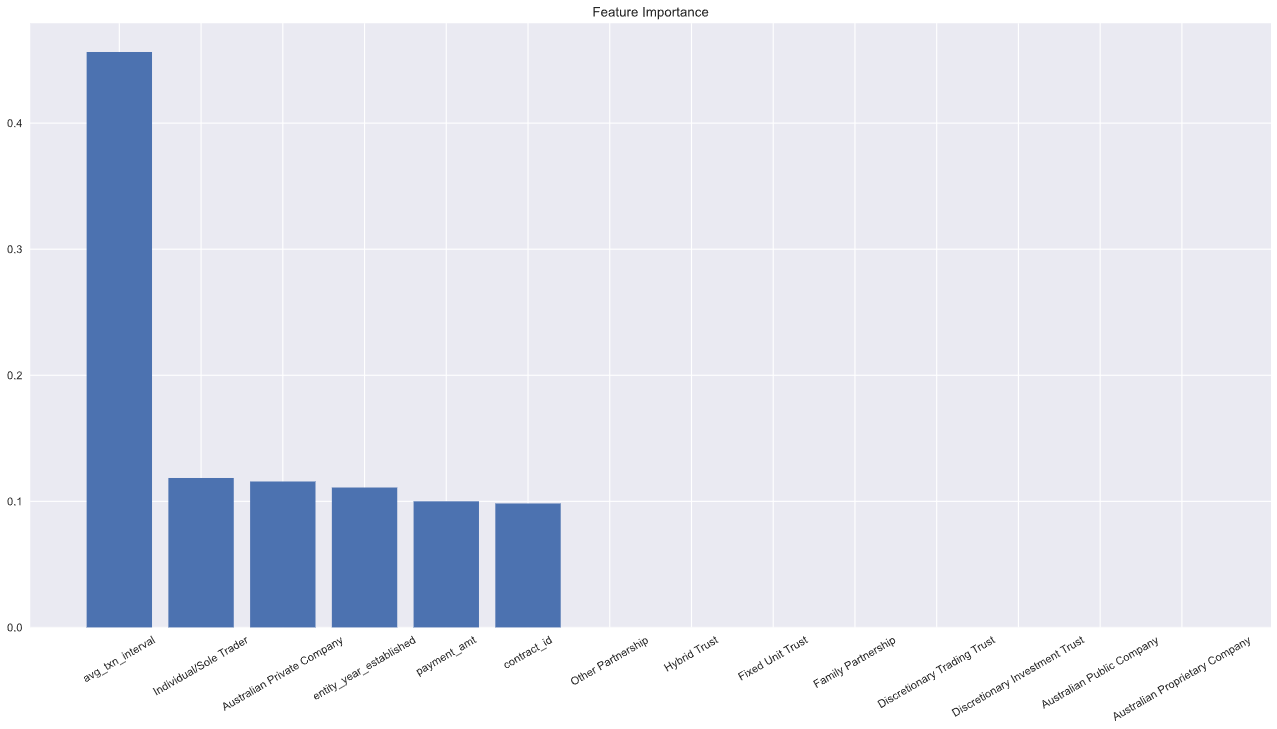 Feature Importance
0.4
0.3
0.2
0.1
0.0
avg_txn_interval
Individual/Sole Trader
Australian Private Company
entity_year_established
payment_amt
contract_id
Other Partnership
Hybrid Trust
Fixed Unit Trust
Family Partnership
Discretionary Trading Trust
Discretionary Investment Trust
Australian Public Company
Australian Proprietary Company